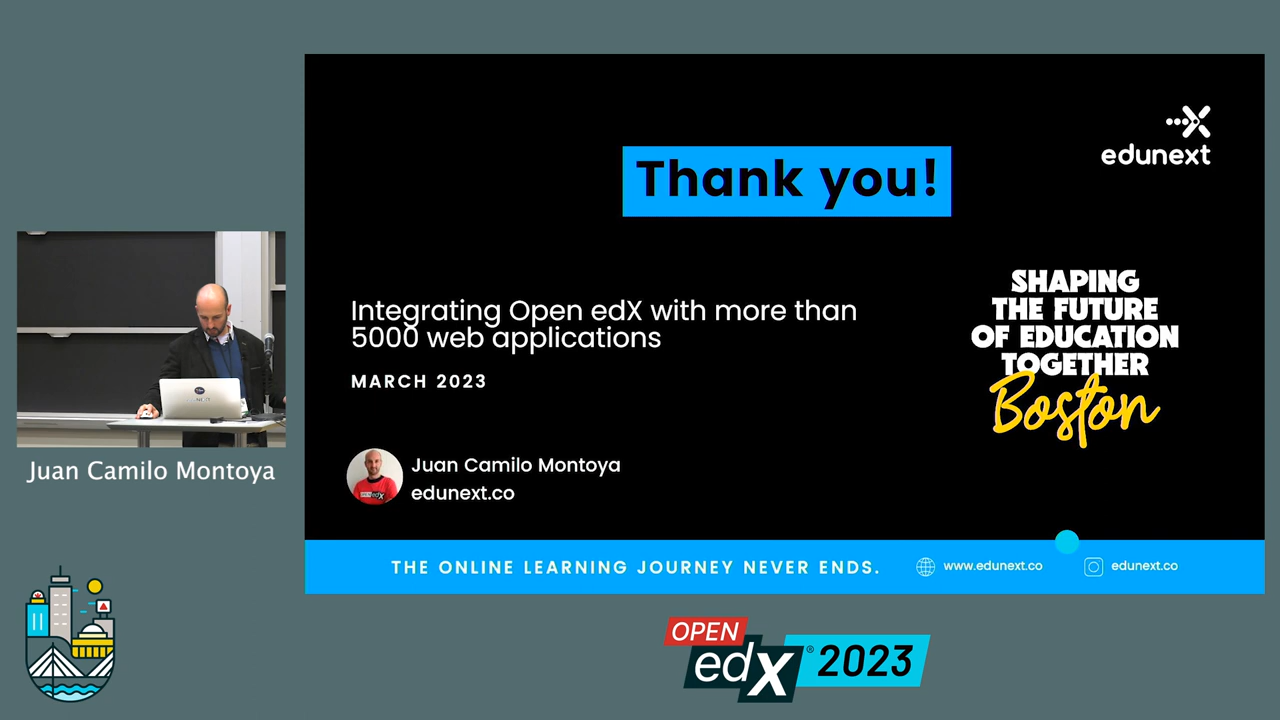 edunext
Thank you!
SHAPING
THE FUTURE
OF EDUCATION
TOGETHER
Boston
Integrating Open edX with more than
5000 web applications
MARCH 2023
Juan Camilo Montoya
edunext.co
Juan Camilo Montoya
THE ONLINE LEARNING JOURNEY NEVER ENDS.
www.edunext.co
edunext.co
OPEN
edX® 2023